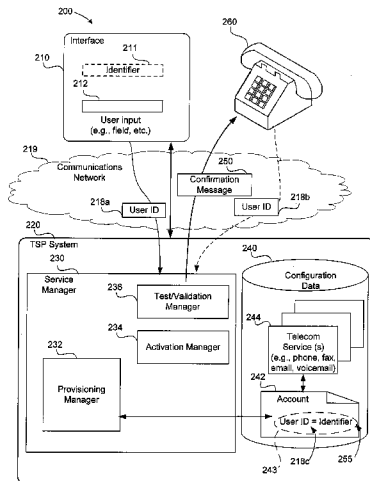 200
260
Interface
210
211
Identifier
212
User input
(e.g., field, etc.)
219
Communications
Network
250
Confirmation
Message
218a
User ID
User ID
218b
220
TSP System
230
Service
Manager
236
Test/Validation
Manager
234
Activation Manager
232
Provisioning
Manager
240
Configuration
Data
244
Telecom
Service (s)
(e.g., phone, fax,
email, voicemail)
242
Account
User ID = Identifier
243
218c
255